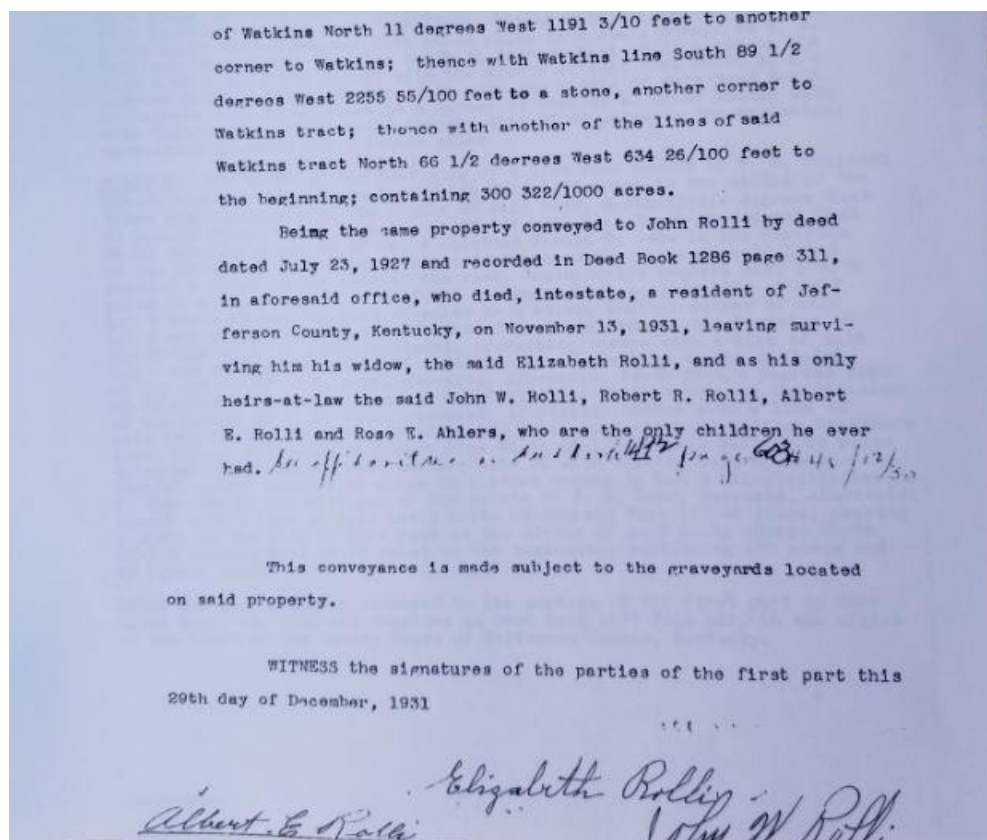 of Watkins North 11 degrees West 1191 3/10 feet to another
corner to Watkins; thence with Watkins line South 89 1/2
degrees West 2255 55/100 feet to a stone, another corner to
Watkins tract; thence with another of the lines of said
Watkins tract North 66 1/2 degrees West 634 26/100 feet to
the beginning; containing 300 322/1000 acres.
Being the same property conveyed to John Rolli by deed
dated July 23, 1927 and recorded in Deed Book 1286 page 311,
in aforesaid office, who died, intestate, a resident of Jef-
ferson County, Kentucky, on November 13, 1931, leaving survi-
ving him his widow, the said Elizabeth Rolli, and as his only
heirs-at-law the said John W. Rolli, Robert R. Rolli, Albert
E. Rolli and Rose E. Ahlers, who are the only children he ever
had.
This conveyance is made subject to the graveyards located
on said property.
WITNESS the signatures of the parties of the first part this
29th day of December, 1931
Elizabeth Rolli
Albert E Rolli
John W Rolli